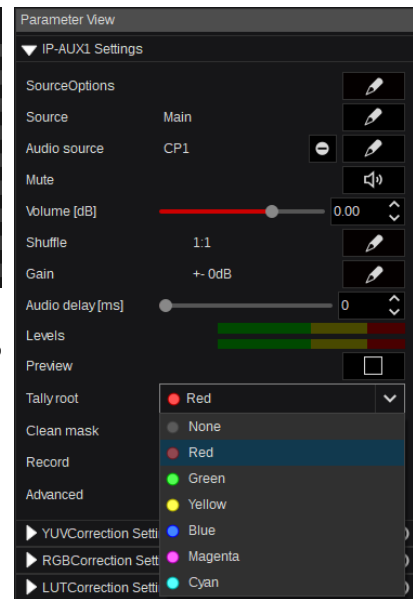 Parameter View
IP-AUX1 Settings
SourceOptions
Source Main
Audio source CP1
Mute
Volume [dB] 0.00
Shuffle 1:1
Gain +- 0dB
Audio delay[ms] 0
Levels
Preview
Tally root Red
Clean mask None
Red
Record
Green
Advanced
Yellow
YUVCorrection Setti
Blue
RGBCorrection Sett
Magenta
LUTCorrection Setti
Cyan